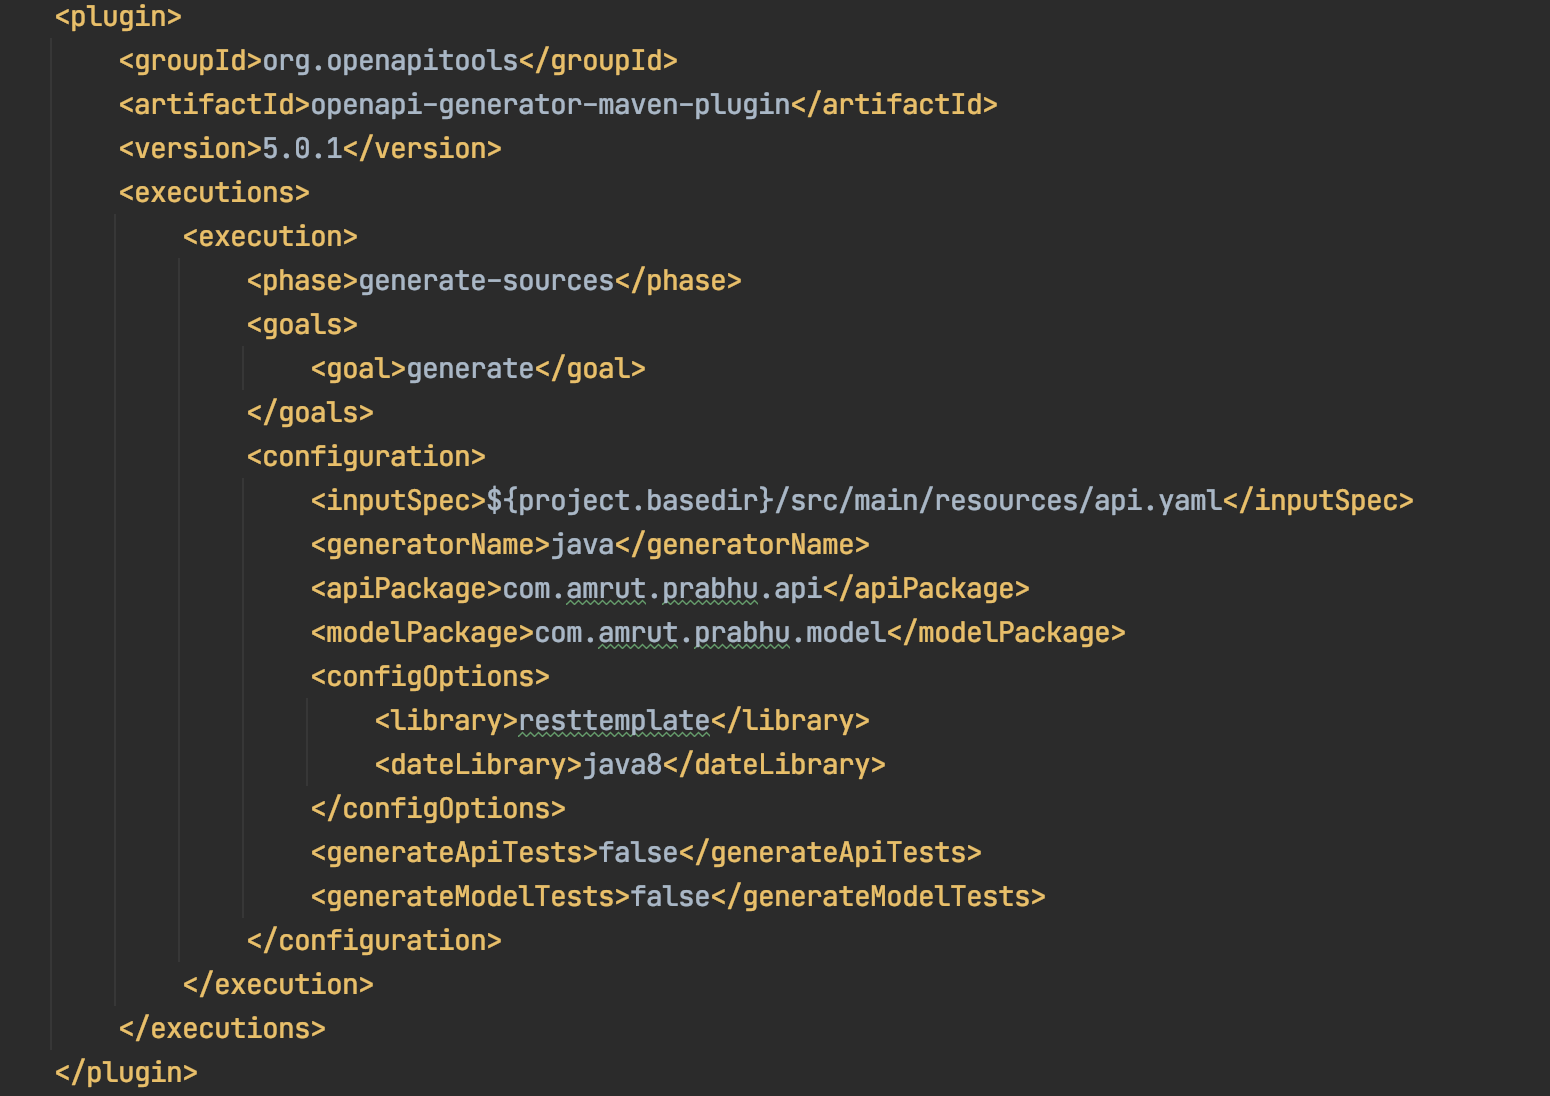 <plugin>
<groupId>org.openapitools</groupId>
<artifactId>openapi-generator-maven-plugin</artifactId>
<version>5.0.1</version>
<executions>
<execution>
<phase>generate-sources</phase>
<goals>
<goal>generate</goal>
</goals>
<configuration>
<inputSpec>${project.basedir}/src/main/resources/api.yaml</inputSpec>
<generatorName>java</generatorName>
<apiPackage>com.amrut.prabhu.api</apiPackage>
<modelPackage>com.amrut.prabhu.model</modelPackage>
<configOptions>
<library>resttemplate</library>
<dateLibrary>java8</dateLibrary>
</configOptions>
<generateApiTests>false</generateApiTests>
<generateModelTests>false</generateModelTests>
</configuration>
</execution>
</executions>
</plugin>